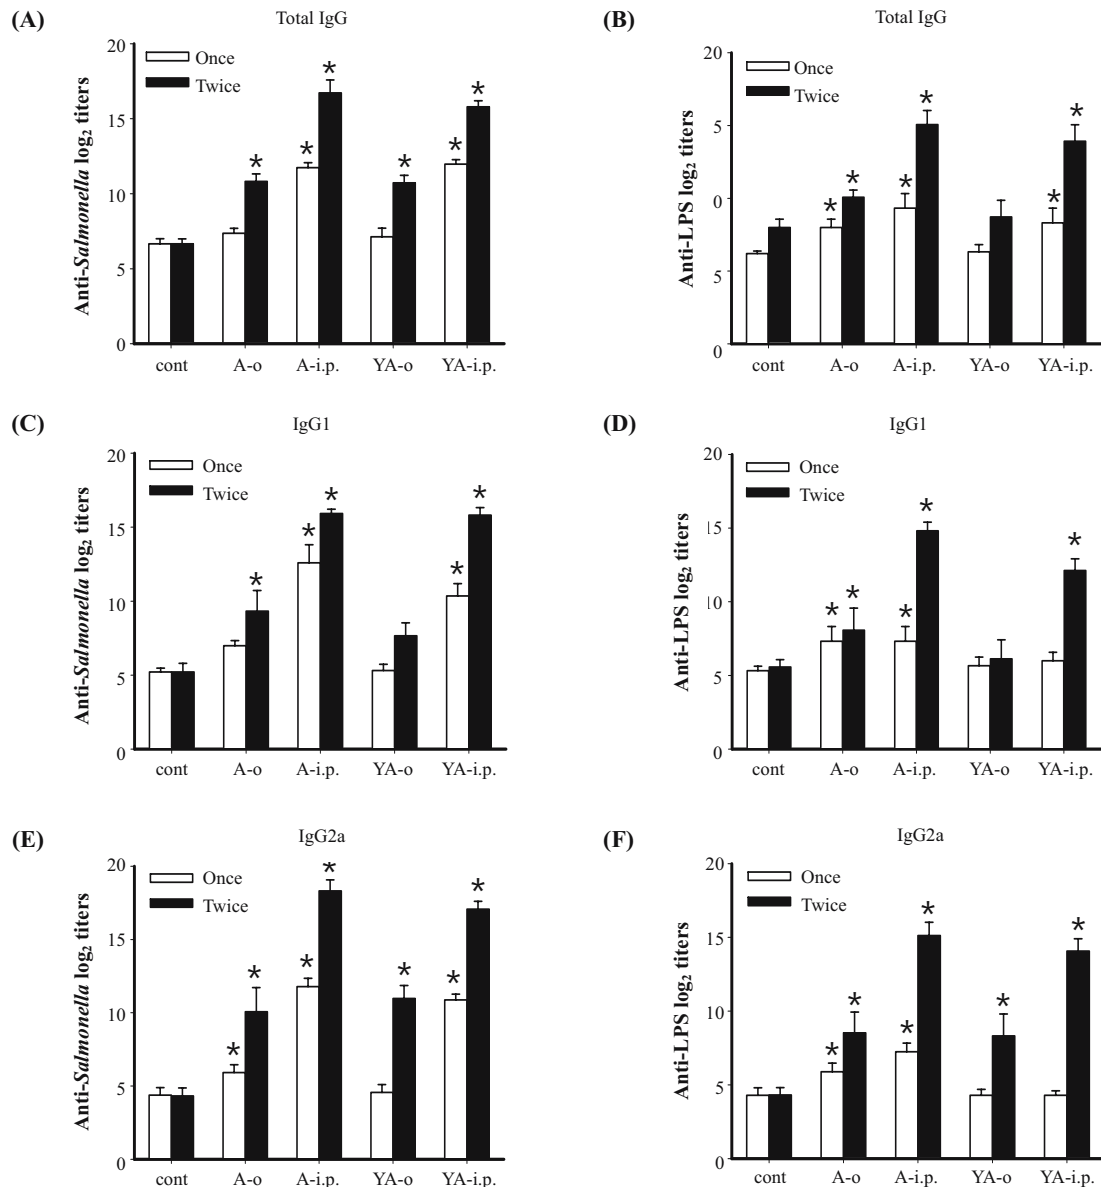 (A)
Total IgG
Anti-Salmonella log₂ titers
20
15
10
5
0
Once
Twice
* * * * * *
cont A-o A-i.p. YA-o YA-i.p.
(B)
Total IgG
Anti-LPS log₂ titers
20
5
0
5
0
Once
Twice
* * * * * *
cont A-o A-i.p. YA-o YA-i.p.
(C)
IgG1
Anti-Salmonella log₂ titers
20
15
10
5
0
Once
Twice
* * * * *
cont A-o A-i.p. YA-o YA-i.p.
(D)
IgG1
Anti-LPS log₂ titers
20
15
10
5
0
Once
Twice
* * * * *
cont A-o A-i.p. YA-o YA-i.p.
(E)
IgG2a
Anti-Salmonella log₂ titers
20
15
10
5
0
Once
Twice
* * * * * * *
cont A-o A-i.p. YA-o YA-i.p.
(F)
IgG2a
Anti-LPS log₂ titers
20
15
10
5
0
Once
Twice
* * * * * *
cont A-o A-i.p. YA-o YA-i.p.